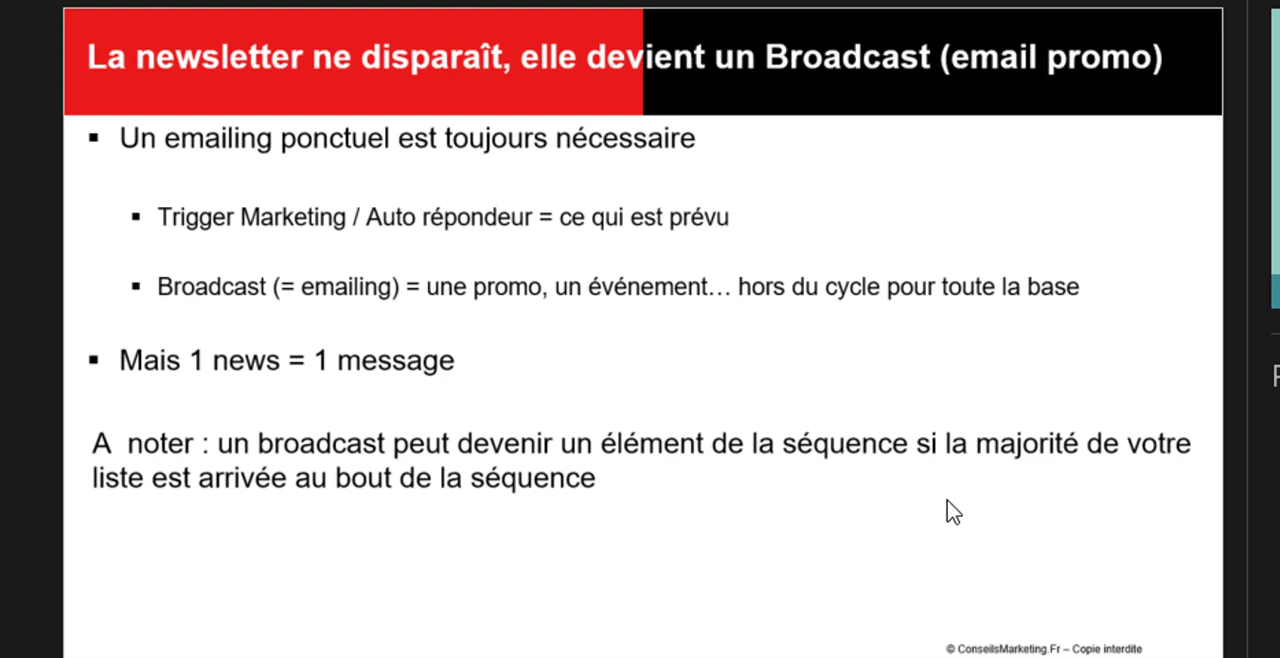 La newsletter ne disparaît, elle devient un Broadcast (email promo)
▪ Un emailing ponctuel est toujours nécessaire
▪ Trigger Marketing / Auto répondeur = ce qui est prévu
▪ Broadcast (= emailing) = une promo, un événement… hors du cycle pour toute la base
▪ Mais 1 news = 1 message
A  noter : un broadcast peut devenir un élément de la séquence si la majorité de votre
liste est arrivée au bout de la séquence
© ConseilsMarketing.Fr – Copie interdite